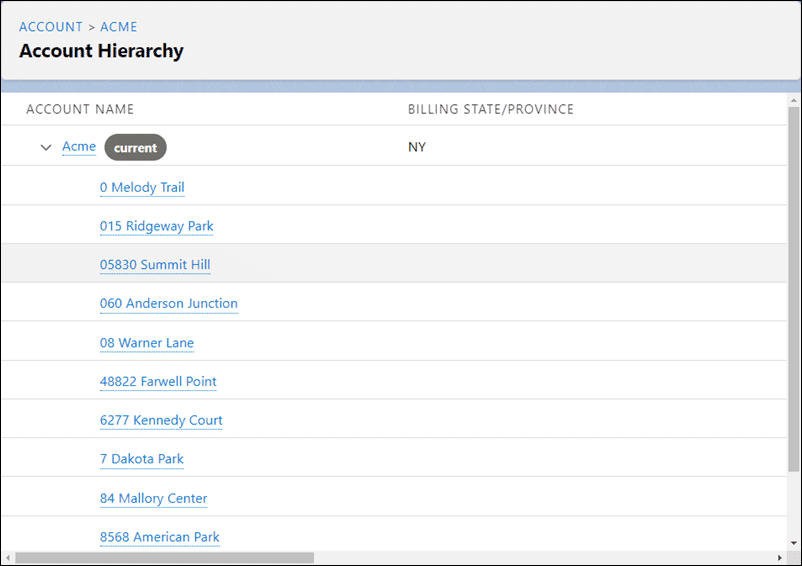 ACCOUNT > ACME
Account Hierarchy
ACCOUNT NAME BILLING STATE/PROVINCE
Acme current NY
0 Melody Trail
015 Ridgeway Park
05830 Summit Hill
060 Anderson Junction
08 Warner Lane
48822 Farwell Point
6277 Kennedy Court
7 Dakota Park
84 Mallory Center
8568 American Park